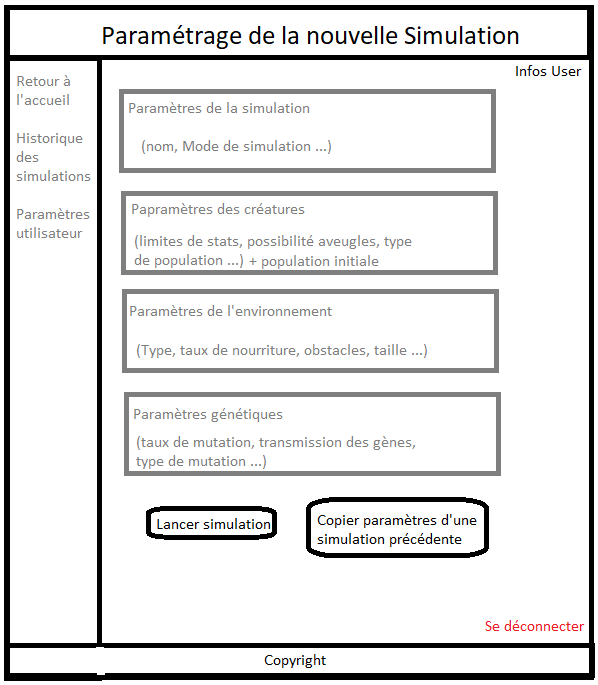 Paramétrage de la nouvelle Simulation
Infos User
Retour à
l'accueil
Historique
des
simulations
Paramètres
utilisateur
Paramètres de la simulation
(nom, Mode de simulation ...)
Papramètres des créatures
(limites de stats, possibilité aveugles, type
de population ...) + population initiale
Paramètres de l'environnement
(Type, taux de nourriture, obstacles, taille ...)
Paramètres génétiques
(taux de mutation, transmission des gènes,
type de mutation ...)
Lancer simulation
Copier paramètres d'une
simulation précédente
Se déconnecter
Copyright